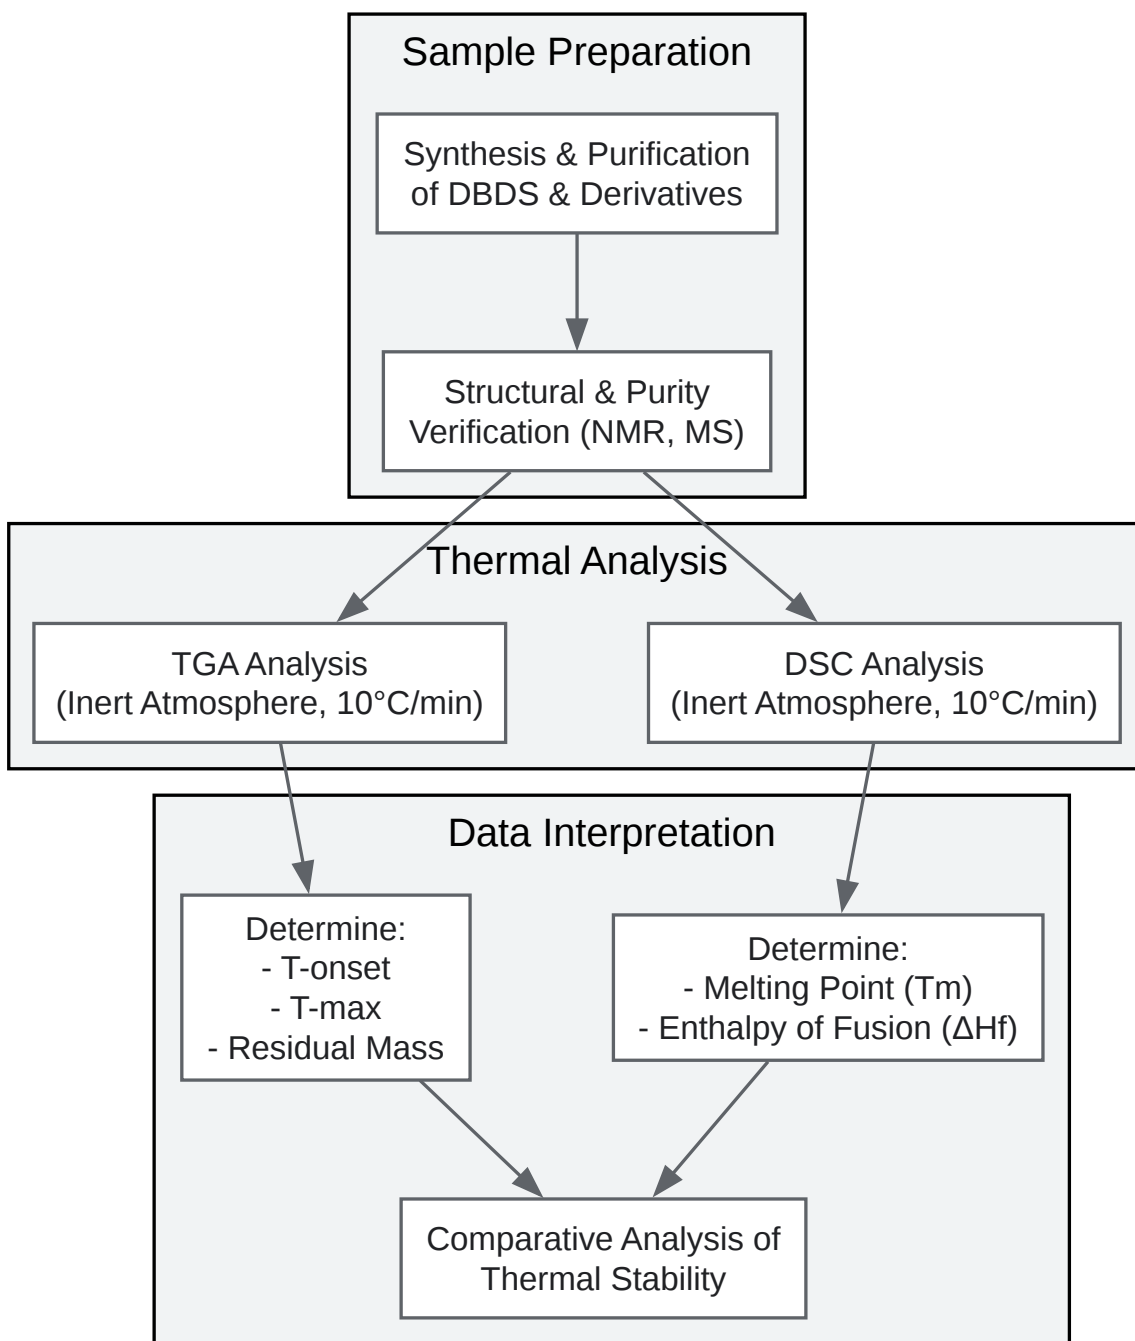 Sample Preparation
Synthesis & Purification
of DBDS & Derivatives
Structural & Purity
Verification (NMR, MS)
Thermal Analysis
TGA Analysis
(Inert Atmosphere, 10°C/min)
DSC Analysis
(Inert Atmosphere, 10°C/min)
Data Interpretation
Determine:
- T-onset
- T-max
- Residual Mass
Determine:
- Melting Point (Tm)
- Enthalpy of Fusion (ΔHf)
Comparative Analysis of
Thermal Stability